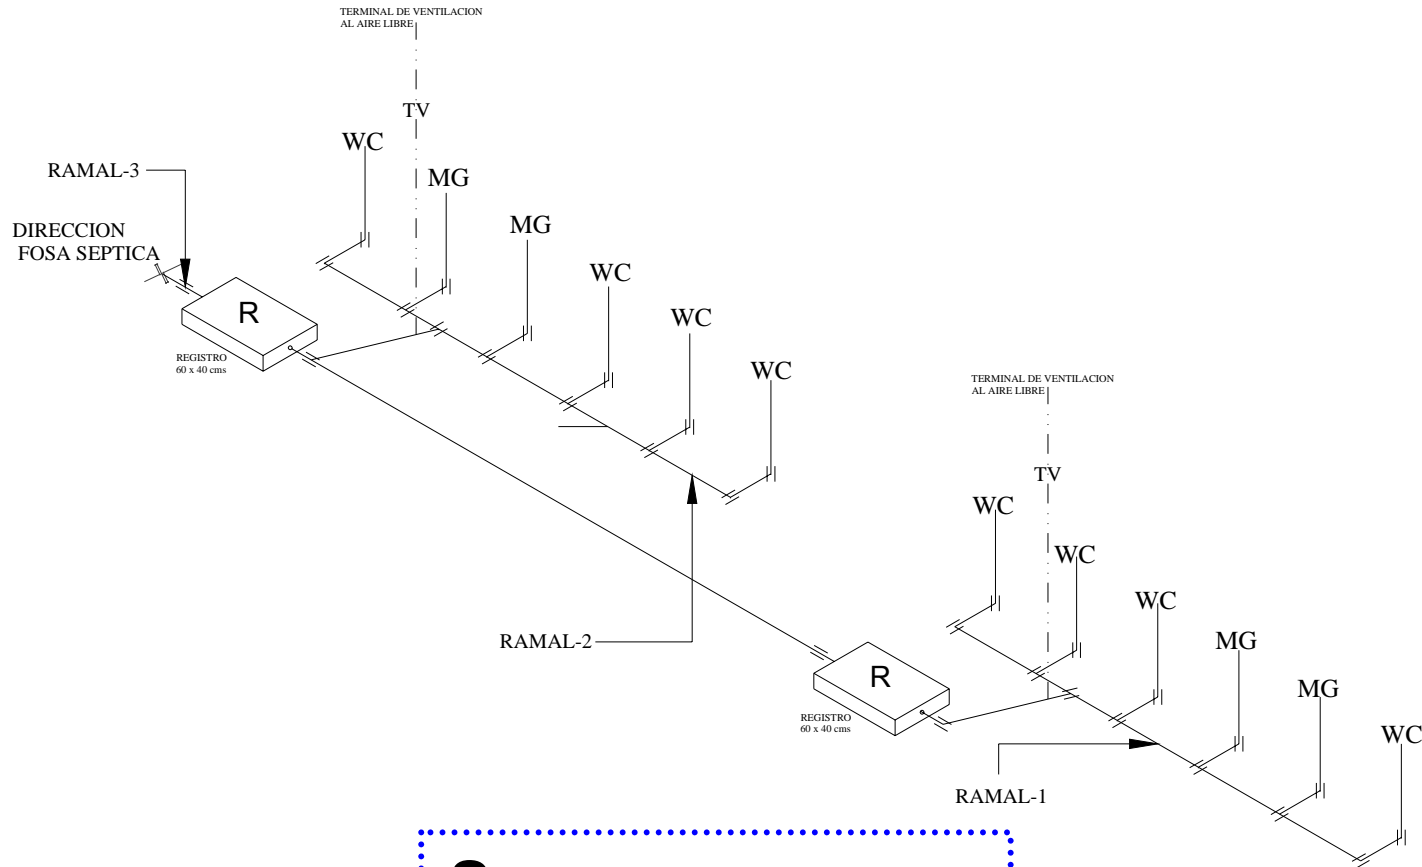 TERMINAL DE VENTILACION
AL AIRE LIBRE
TV
WC
RAMAL-3
MG
MG
DIRECCION
FOSA SEPTICA
WC
R
WC
REGISTRO
60 x 40 cms
WC
TERMINAL DE VENTILACION
AL AIRE LIBRE
TV
WC
WC
WC
RAMAL-2
MG
R
MG
REGISTRO
60 x 40 cms
WC
RAMAL-1